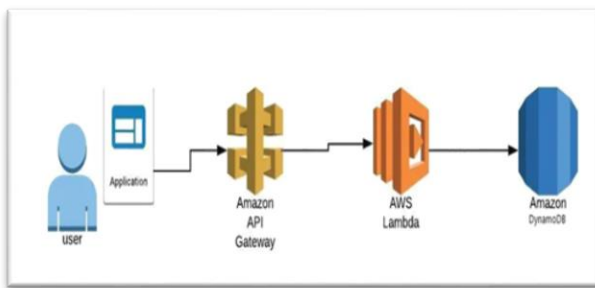 user
Application
Amazon
API
Gateway
AWS
Lambda
Amazon
DynamoDB